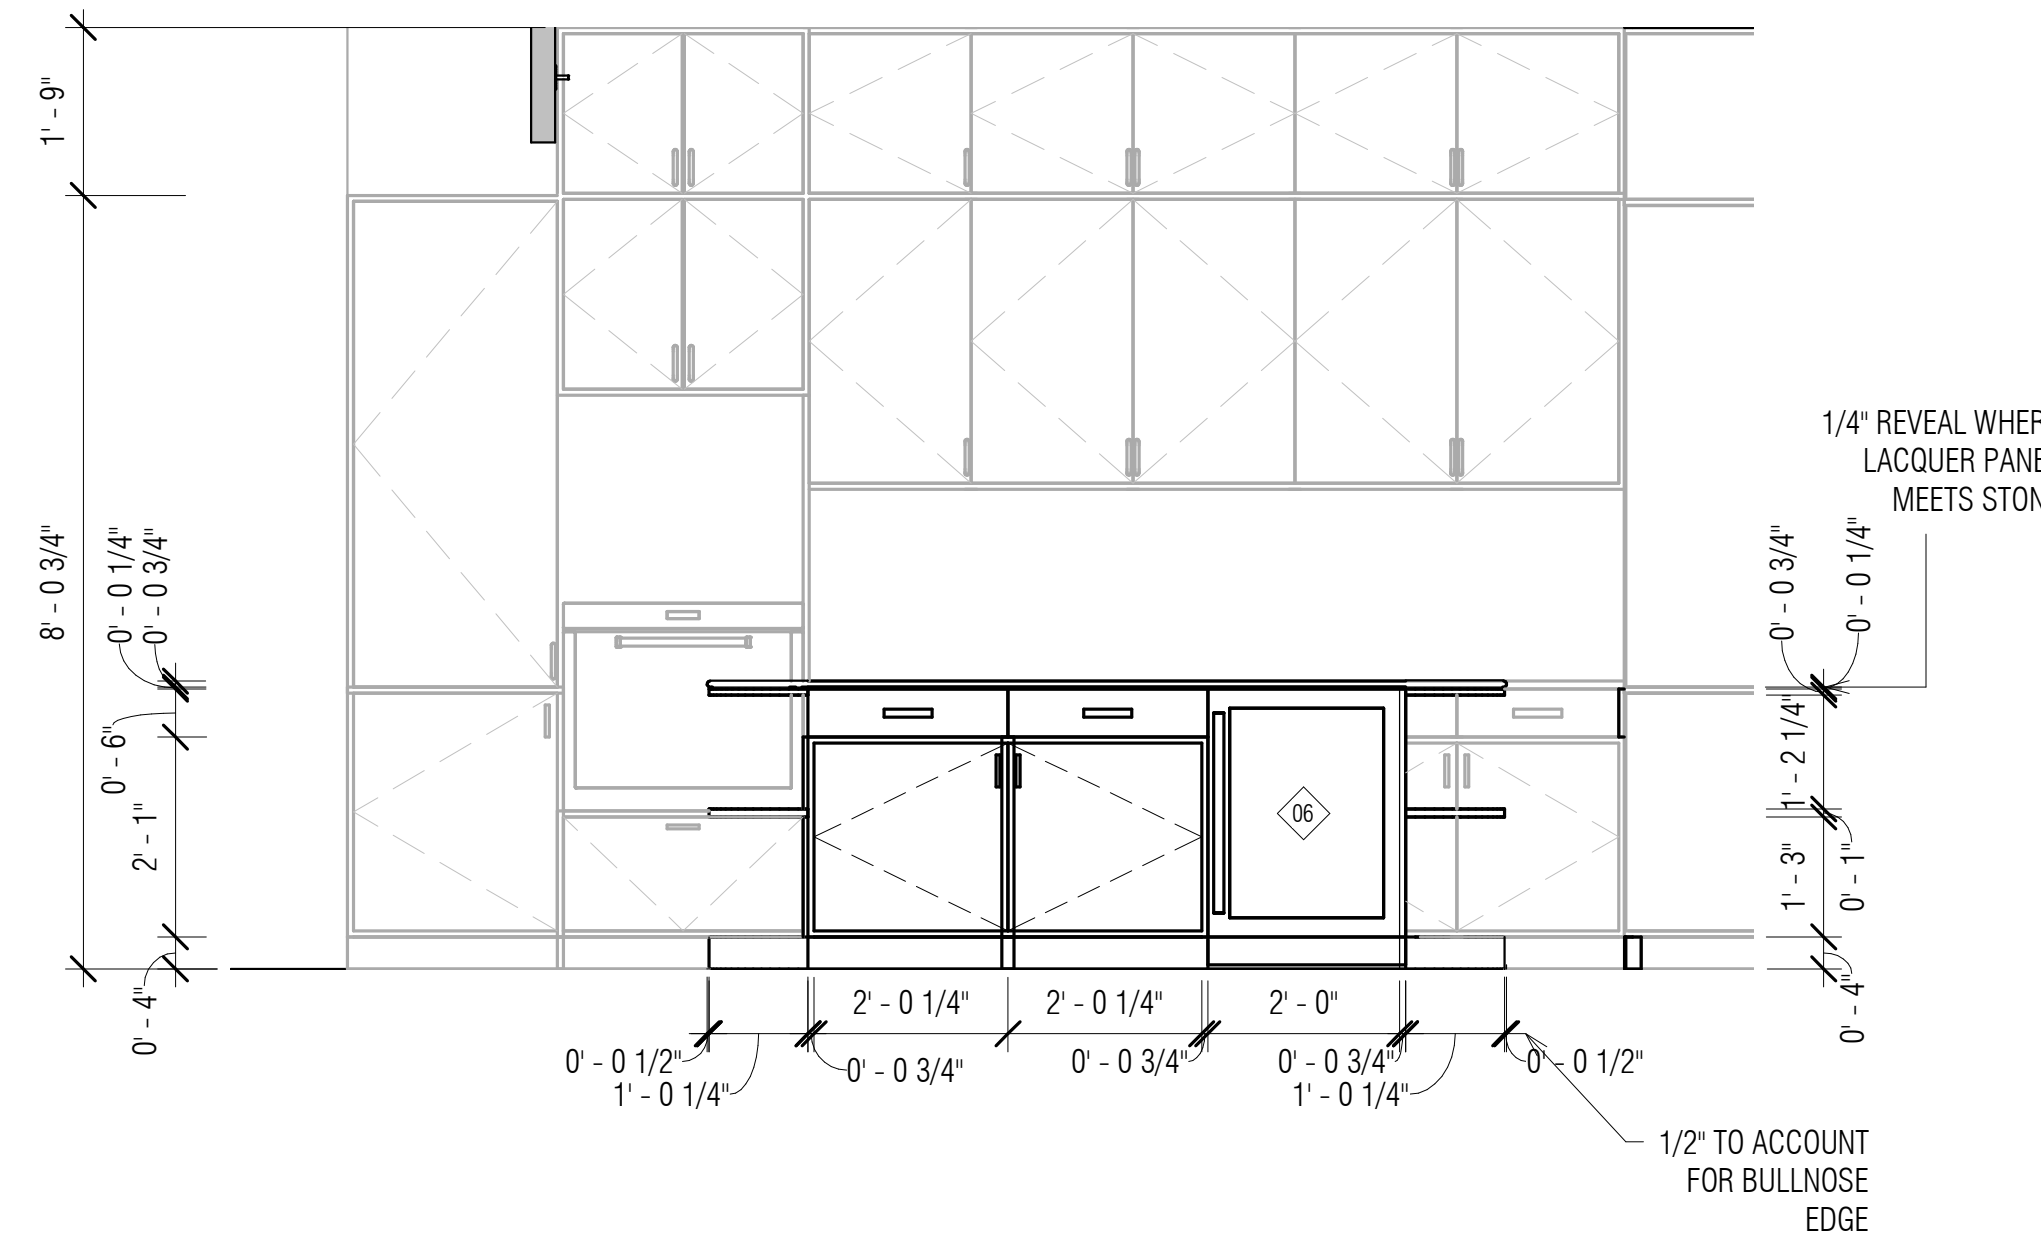 1' - 9"
8' - 0 3/4"
0' - 0 1/4"
0' - 0 3/4"
0' - 6"
2' - 1"
0' - 4"
1/4" REVEAL WHER
LACQUER PANE
MEETS STON
0' - 0 3/4"
0' - 0 1/4"
1' - 2 1/4"
1' - 3"
0' - 1"
0' - 4"
06
2' - 0 1/4"
2' - 0 1/4"
2' - 0"
0' - 0 1/2"
0' - 0 3/4"
0' - 0 3/4"
0' - 0 3/4"
0' - 0 1/2"
1' - 0 1/4"
1' - 0 1/4"
1/2" TO ACCOUNT
FOR BULLNOSE
EDGE